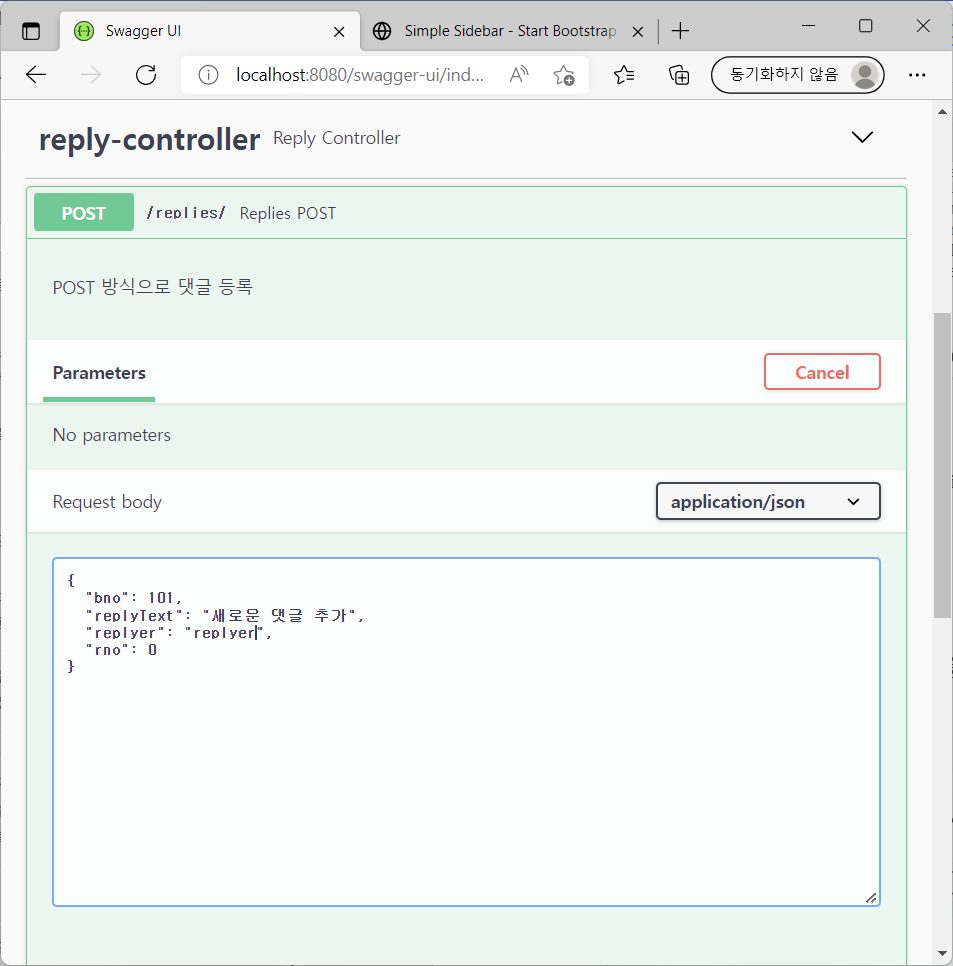 Swagger UI
Simple Sidebar - Start Bootstrap
localhost:8080/swagger-ui/ind...
동기화하지 않음
reply-controller Reply Controller
POST /replies/ Replies POST
POST 방식으로 댓글 등록
Parameters
Cancel
No parameters
Request body
application/json
{
"bno": 101,
"replyText": "새로운 댓글 추가",
"replyer": "replyer",
"rno": 0
}